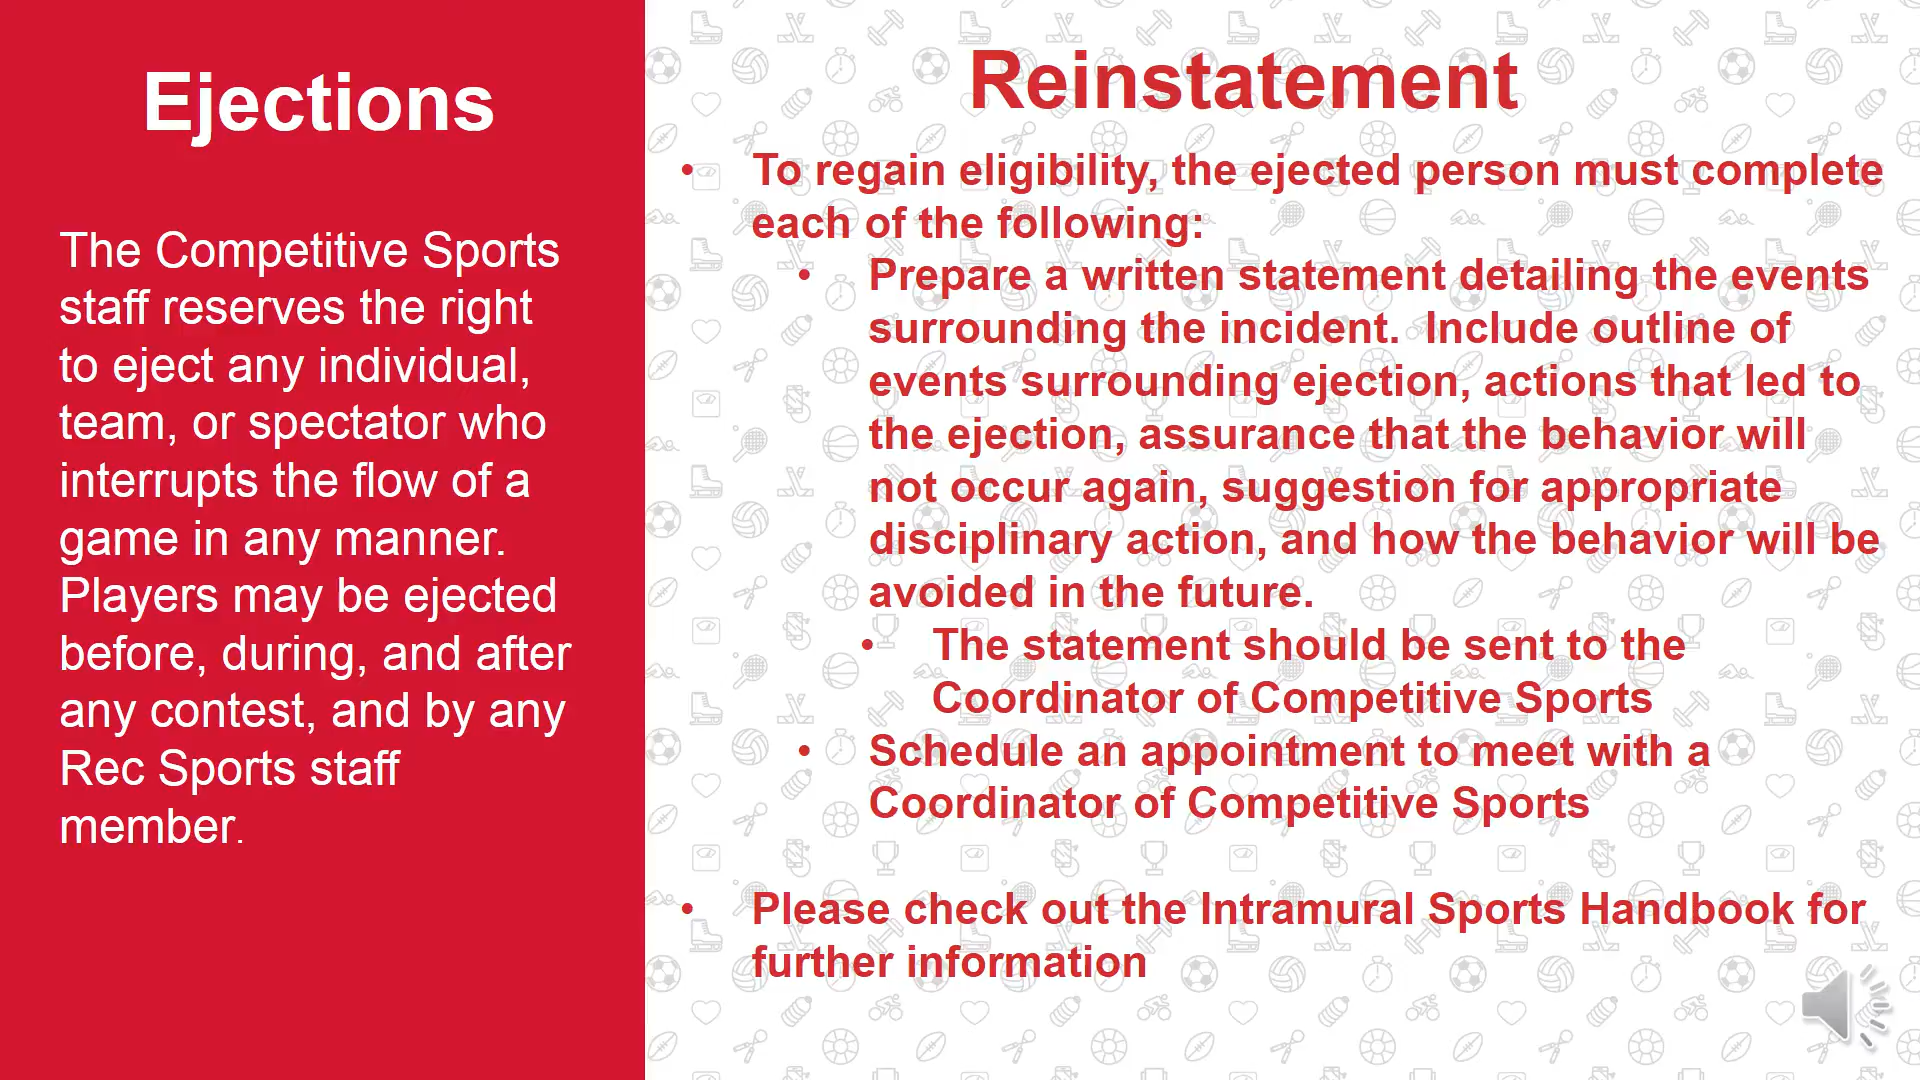 Ejections
The Competitive Sports
staff reserves the right
to eject any individual,
team, or spectator who
interrupts the flow of a
game in any manner.
Players may be ejected
before, during, and after
any contest, and by any
Rec Sports staff
member.
Reinstatement
• To regain eligibility, the ejected person must complete
each of the following:
• Prepare a written statement detailing the events
surrounding the incident.  Include outline of
events surrounding ejection, actions that led to
the ejection, assurance that the behavior will
not occur again, suggestion for appropriate
disciplinary action, and how the behavior will be
avoided in the future.
• The statement should be sent to the
Coordinator of Competitive Sports
• Schedule an appointment to meet with a
Coordinator of Competitive Sports
• Please check out the Intramural Sports Handbook for
further information